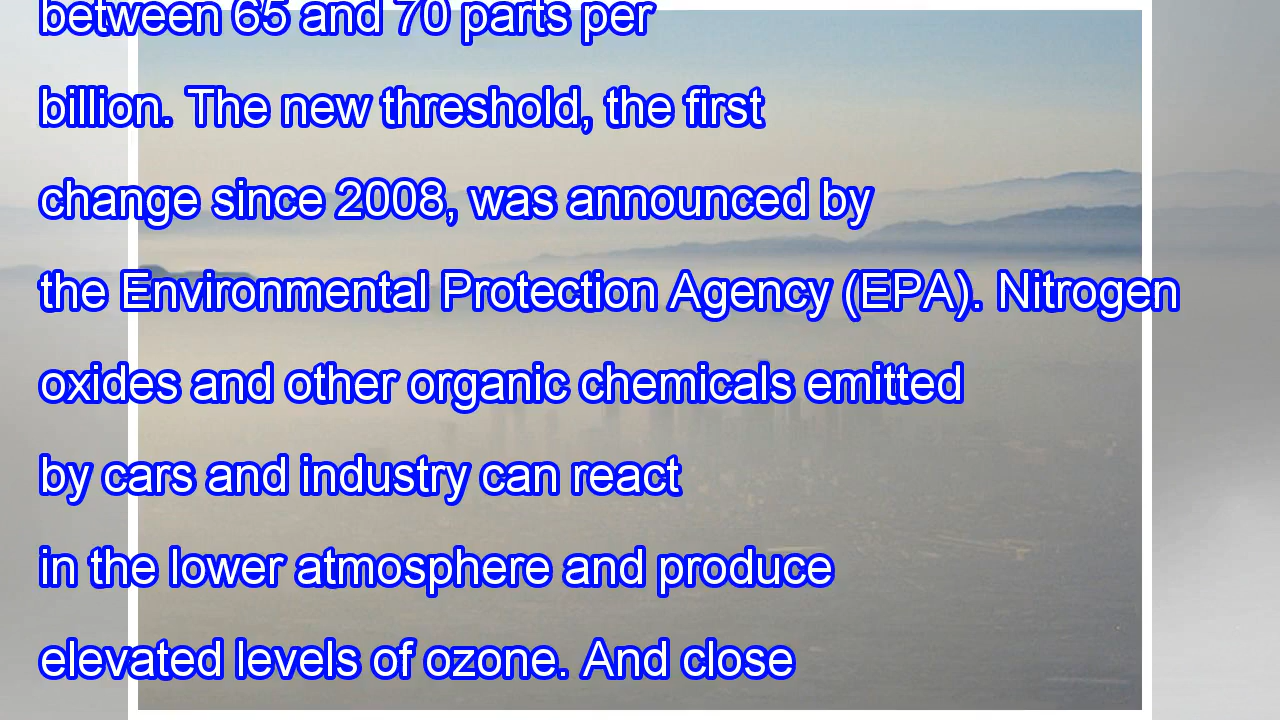 between 65 and 70 parts per
billion. The new threshold, the first
change since 2008, was announced by
the Environmental Protection Agency (EPA). Nitrogen
oxides and other organic chemicals emitted
by cars and industry can react
in the lower atmosphere and produce
elevated levels of ozone. And close